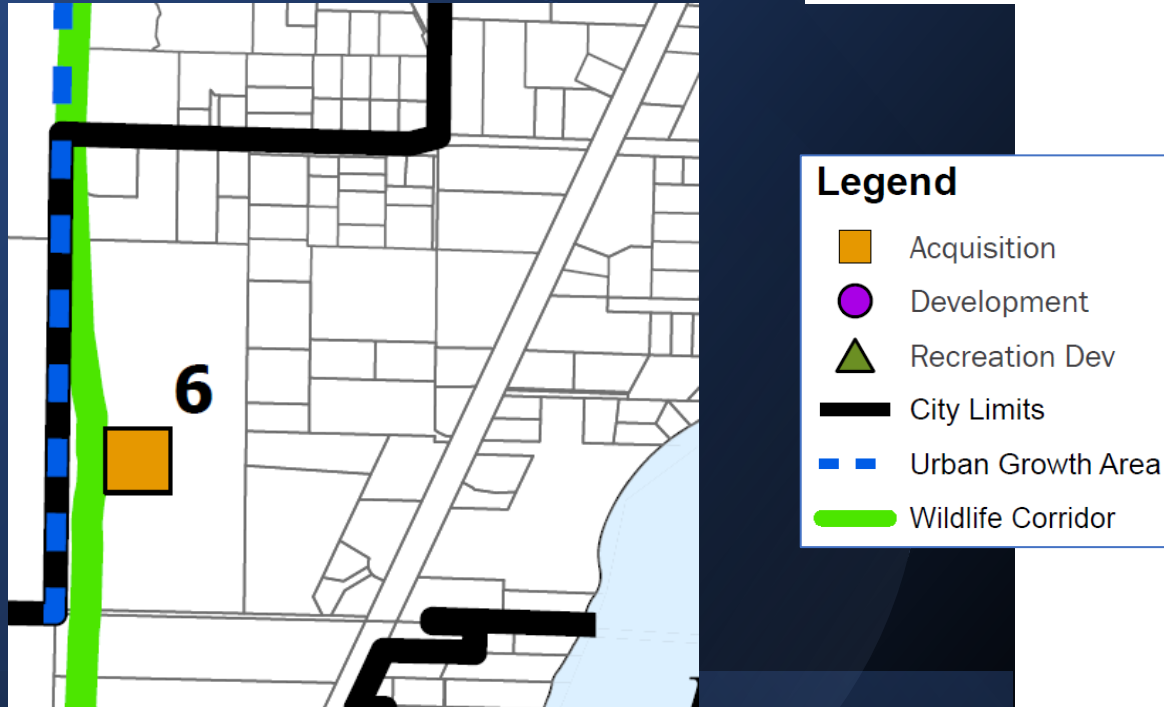 6
Legend
Acquisition
Development
Recreation Dev
City Limits
Urban Growth Area
Wildlife Corridor